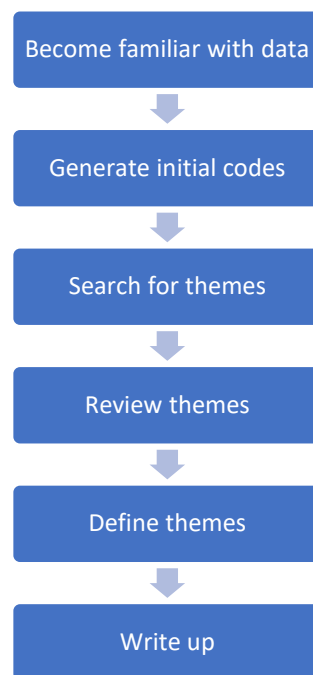 Become familiar with data
Generate initial codes
Search for themes
Review themes
Define themes
Write up